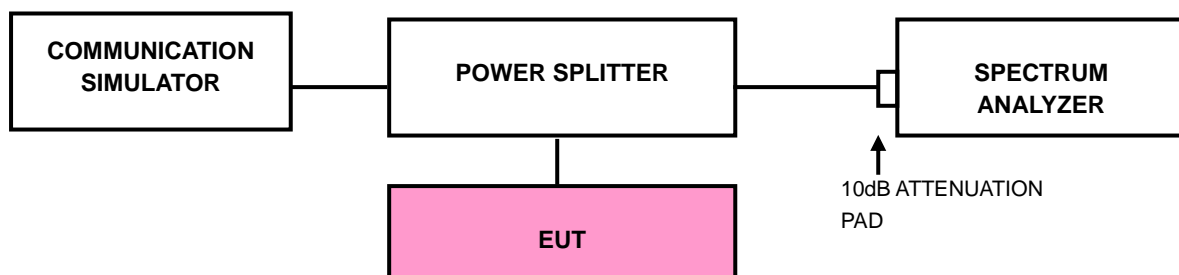 COMMUNICATION
SIMULATOR
POWER SPLITTER
SPECTRUM
ANALYZER
10dB ATTENUATION
PAD
EUT